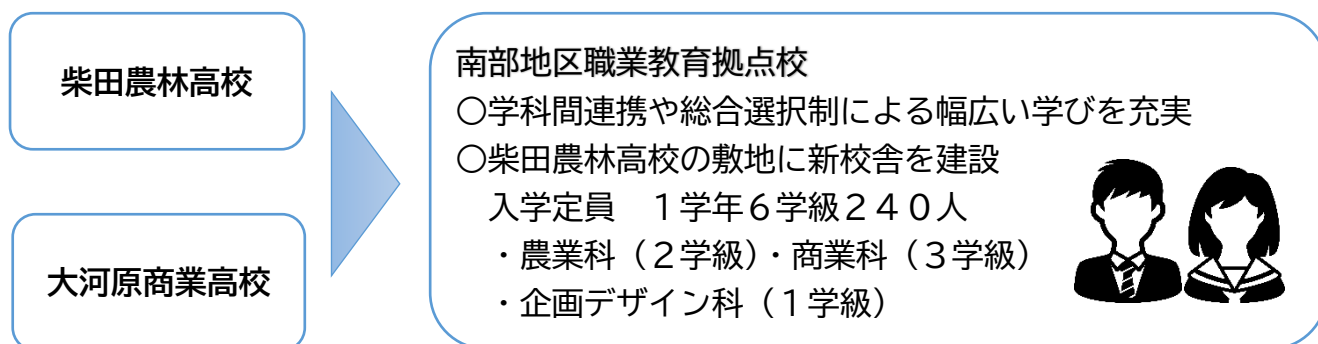 柴田農林高校
大河原商業高校
南部地区職業教育拠点校
○学科間連携や総合選択制による幅広い学びを充実
○柴田農林高校の敷地に新校舎を建設
入学定員　１学年６学級２４０人
・農業科（２学級）・商業科（３学級）
・企画デザイン科（１学級）